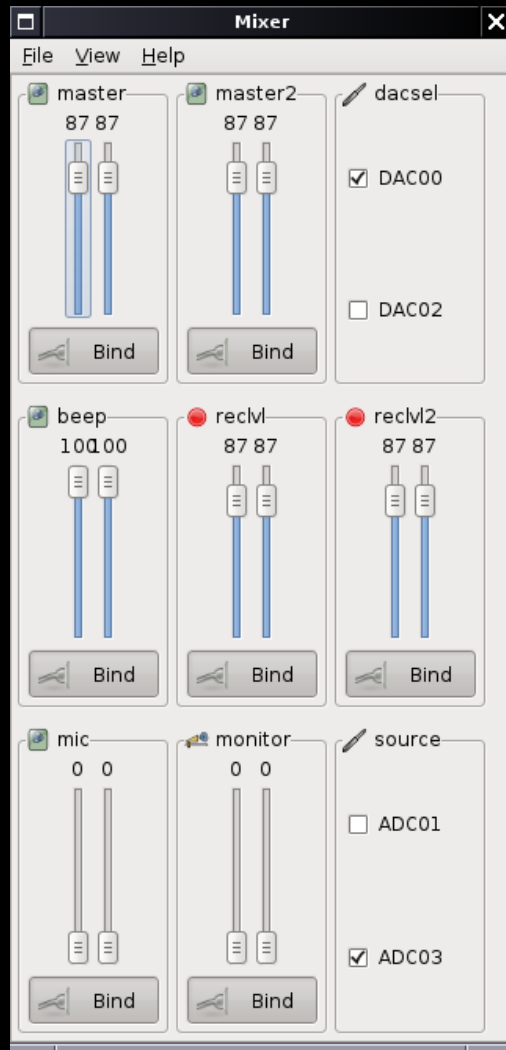 Mixer
File View Help
master
87 87
Bind
master2
87 87
Bind
dacsel
DAC00
DAC02
beep
100 100
Bind
reclvl
87 87
Bind
reclvl2
87 87
Bind
mic
0 0
Bind
monitor
0 0
Bind
source
ADC01
ADC03